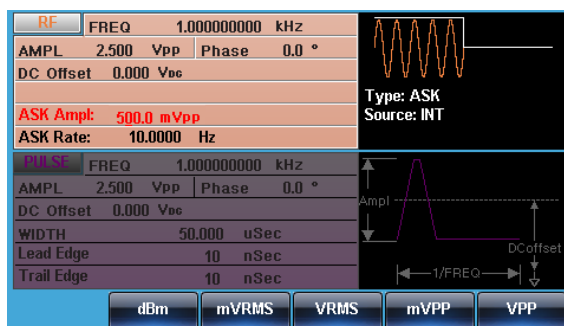 RF FREQ 1.000000000 kHz
AMPL 2.500 Vpp Phase 0.0 °
DC Offset 0.000 VDC
ASK Ampl: 500.0 mVpp
ASK Rate: 10.0000 Hz
Type: ASK
Source: INT
PULSE FREQ 1.000000000 kHz
AMPL 2.500 Vpp Phase 0.0 °
DC Offset 0.000 VDC
WIDTH 50.000 uSec
Lead Edge 10 nSec
Trail Edge 10 nSec
Ampl
DCoffset
1/FREQ
dBm mVRMS VRMS mVPP VPP